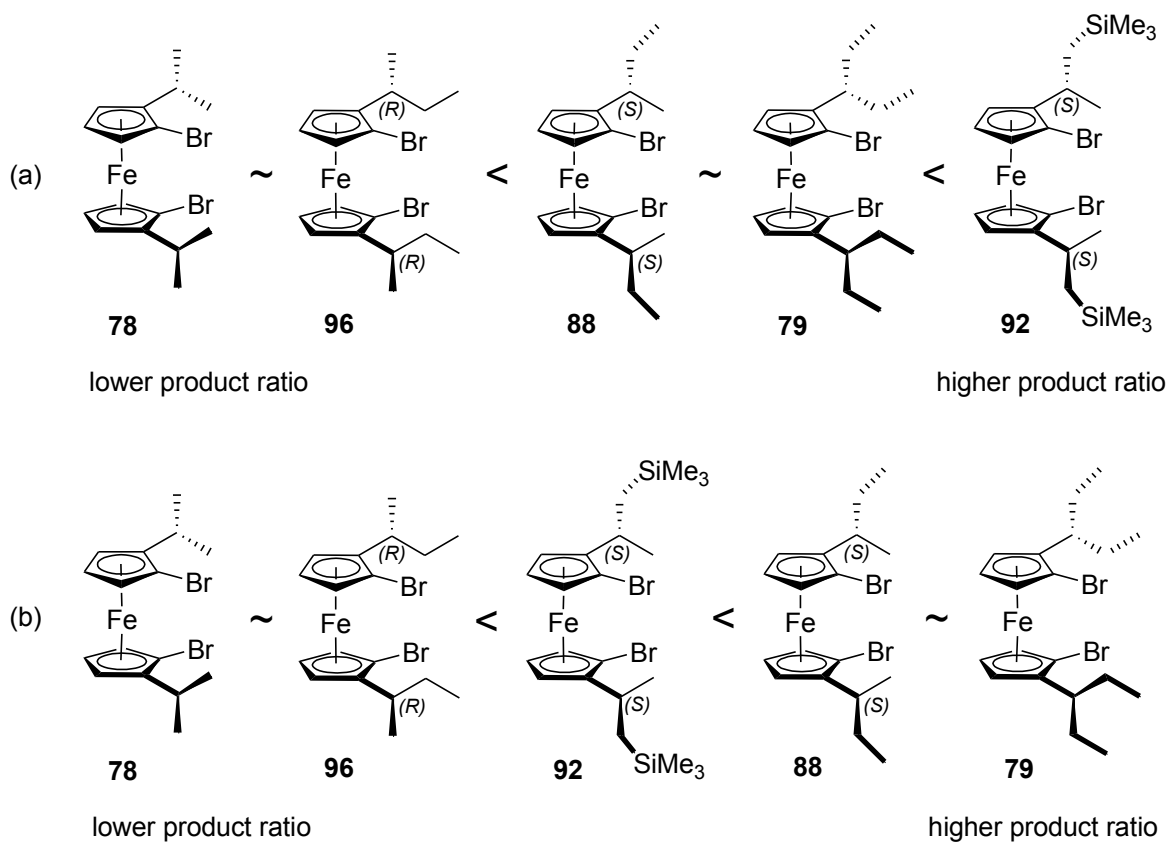 SiMe3
(R) (S) (S)
Br Br Br Br Br
(a) Fe ~ Fe < Fe ~ Fe < Fe
Br Br Br Br Br
(R) (S) (S)
SiMe3
78 96 88 79 92
lower product ratio higher product ratio
SiMe3
(R) (S) (S)
Br Br Br Br Br
(b) Fe ~ Fe < Fe < Fe ~ Fe
Br Br Br Br Br
(R) (S) (S)
SiMe3
78 96 92 88 79
lower product ratio higher product ratio